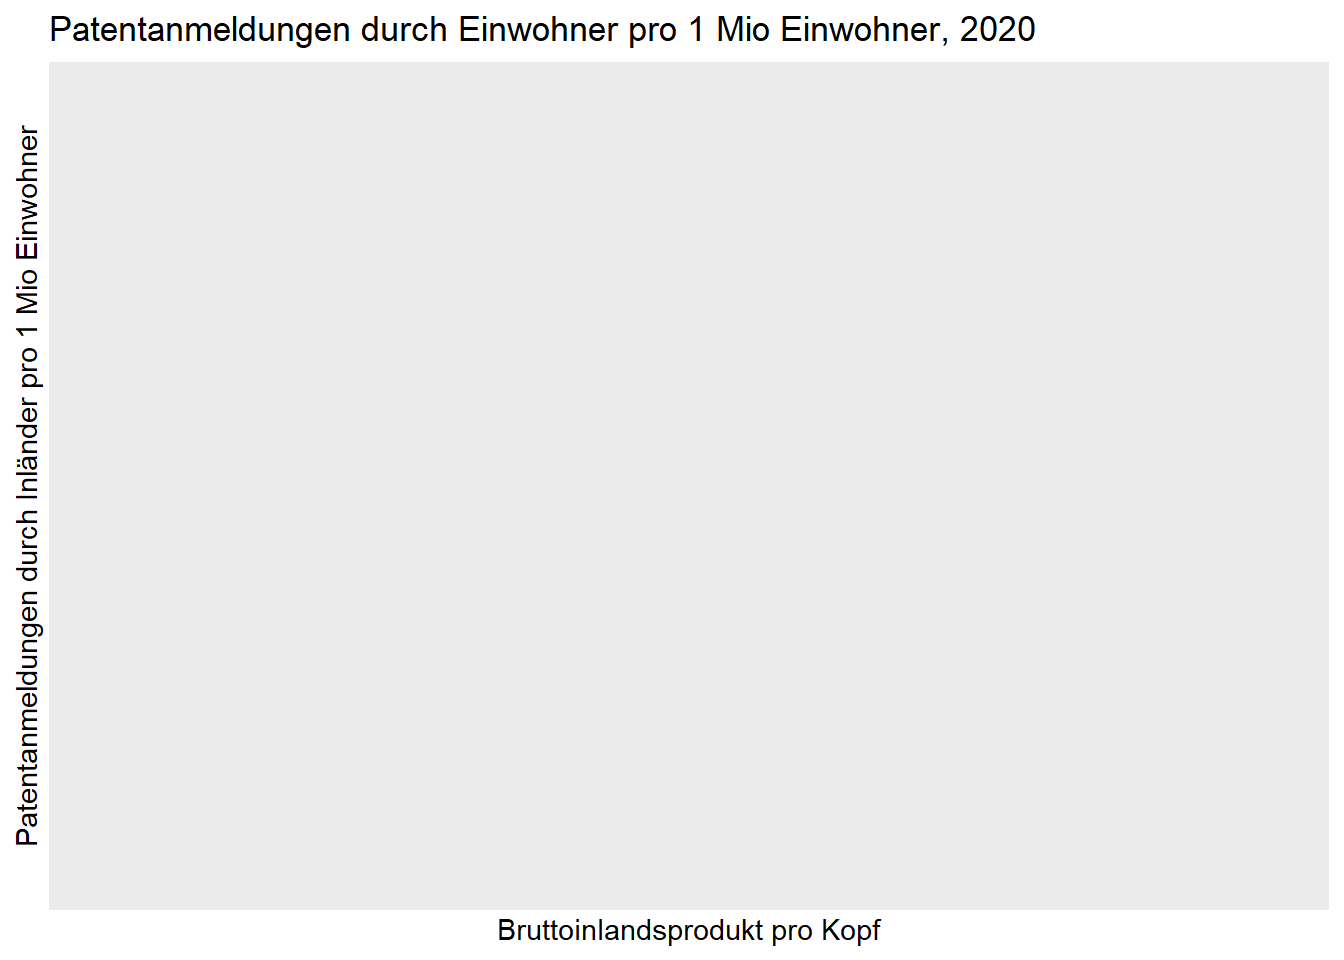 Patentanmeldungen durch Einwohner pro 1 Mio Einwohner, 2020
Patentanmeldungen durch Inländer pro 1 Mio Einwohner
Bruttoinlandsprodukt pro Kopf